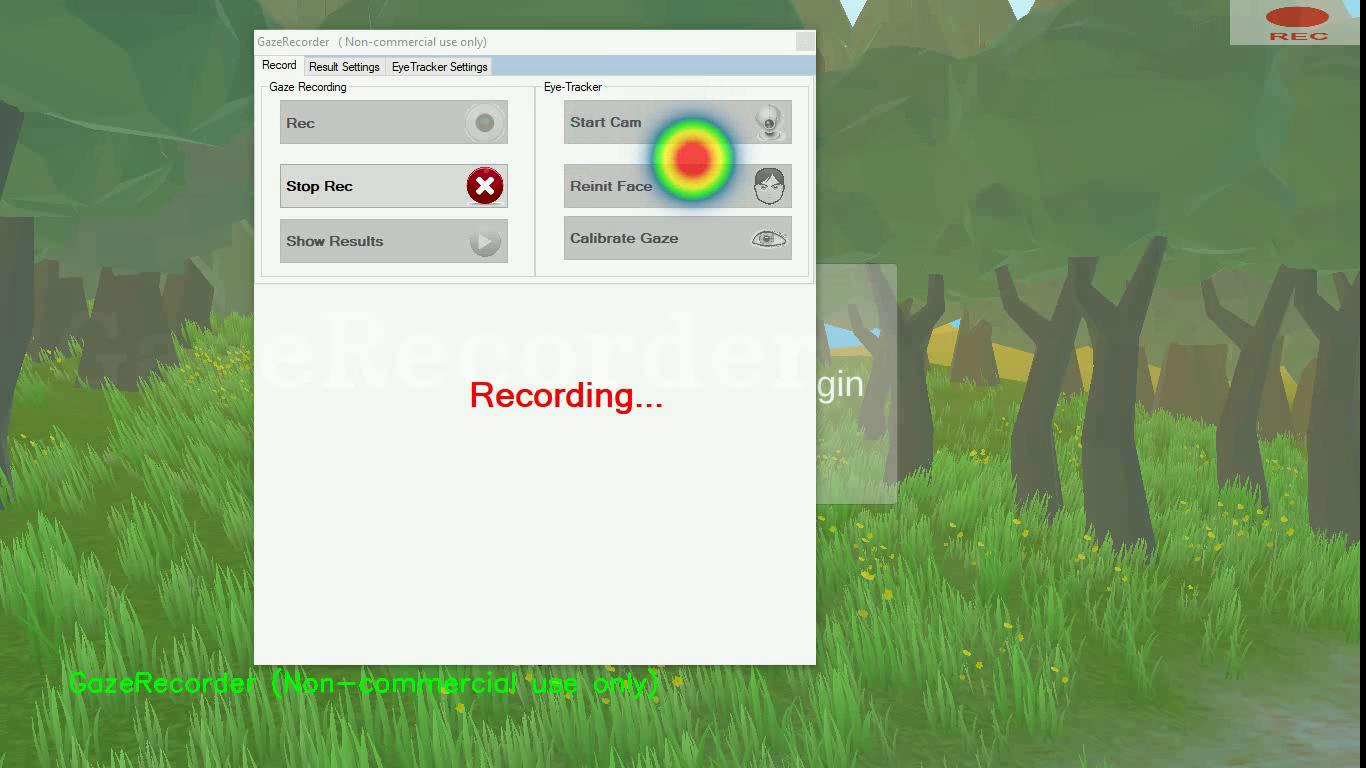 REC
GazeRecorder ( Non-commercial use only)
Record
Result Settings
EyeTracker Settings
Gaze Recording
Eye-Tracker
Rec
Start Cam
Stop Rec
Reinit Face
Show Results
Calibrate Gaze
GazeRecorder
gin
Recording...
GazeRecorder (Non-commercial use only)